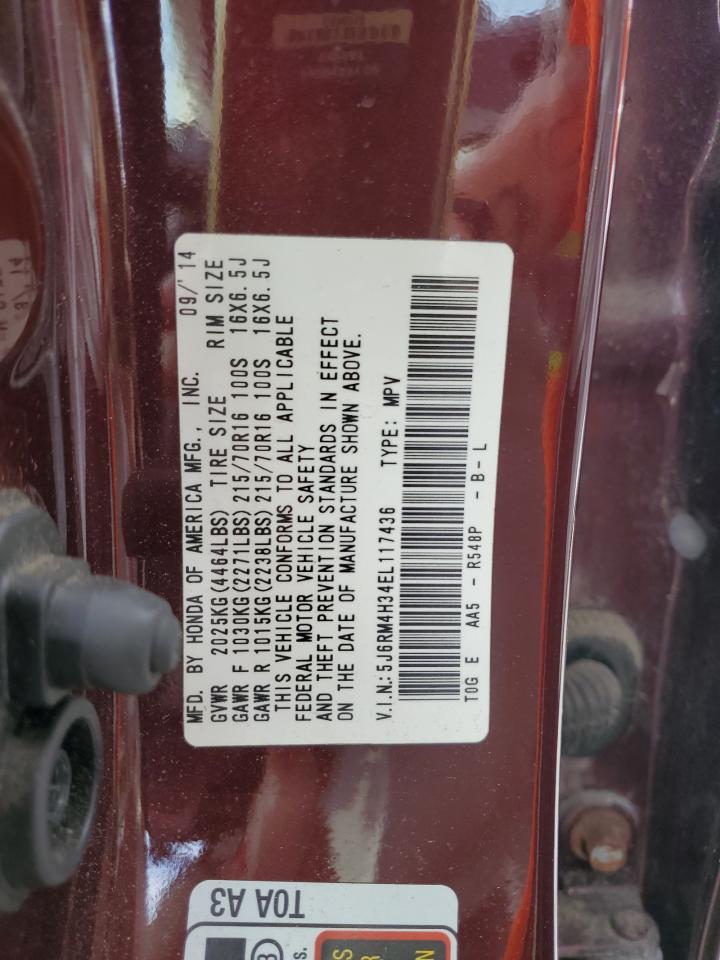 MFD. BY HONDA OF AMERICA MFG., INC. 09/'14
GVWR 2025KG(4464LBS) TIRE SIZE RIM SIZE
GAWR F 1030KG(2271LBS)215/70R16 100S 16X6.5J
GAWR R 1015KG(2238LBS)215/70R16 100S 16X6.5J
THIS VEHICLE CONFORMS TO ALL APPLICABLE
FEDERAL MOTOR VEHICLE SAFETY
AND THEFT PREVENTION STANDARDS IN EFFECT
ON THE DATE OF MANUFACTURE SHOWN ABOVE.
V.I.N.:5J6RM4H34EL117436 TYPE: MPV
T0G E AA5 - R548P - B - L
T0A A3